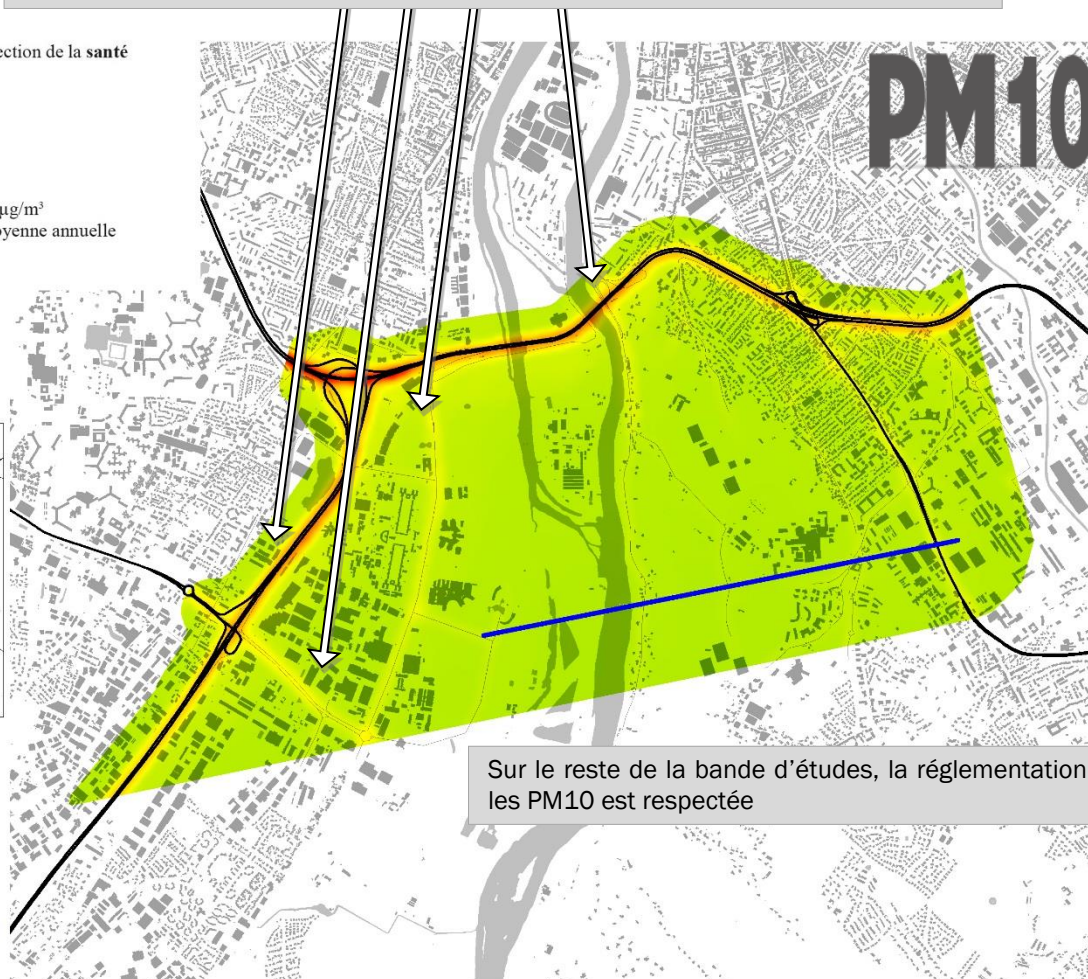 ection de la santé
PM10
µg/m³
oyenne annuelle
Sur le reste de la bande d'études, la réglementation
les PM10 est respectée